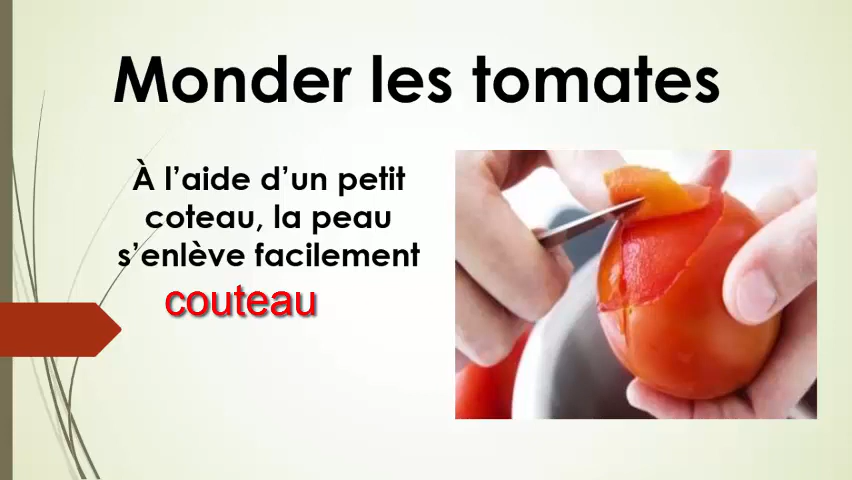 Monder les tomates
À l’aide d’un petit
coteau, la peau
s’enlève facilement
couteau